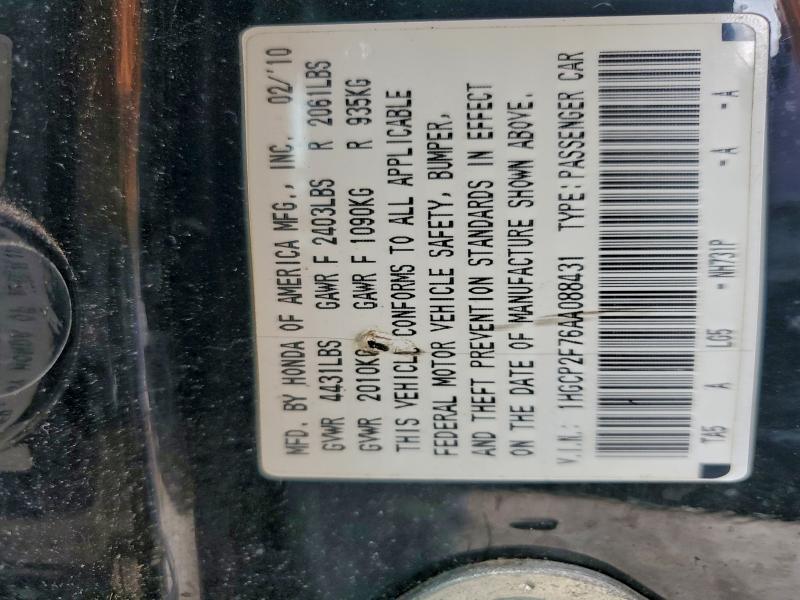 MFD. BY HONDA OF AMERICA MFG., INC. 02/'10
GVWR 4431LBS GAWR F 2403LBS R 2061LBS
GVWR 2010KG GAWR F 1090KG R 935KG
THIS VEHICLE CONFORMS TO ALL APPLICABLE
FEDERAL MOTOR VEHICLE SAFETY, BUMPER,
AND THEFT PREVENTION STANDARDS IN EFFECT
ON THE DATE OF MANUFACTURE SHOWN ABOVE.
V.I.N.: 1HGCP2F76AA088431 TYPE:PASSENGER CAR
TA5 A LG5 = NH731P = A = A